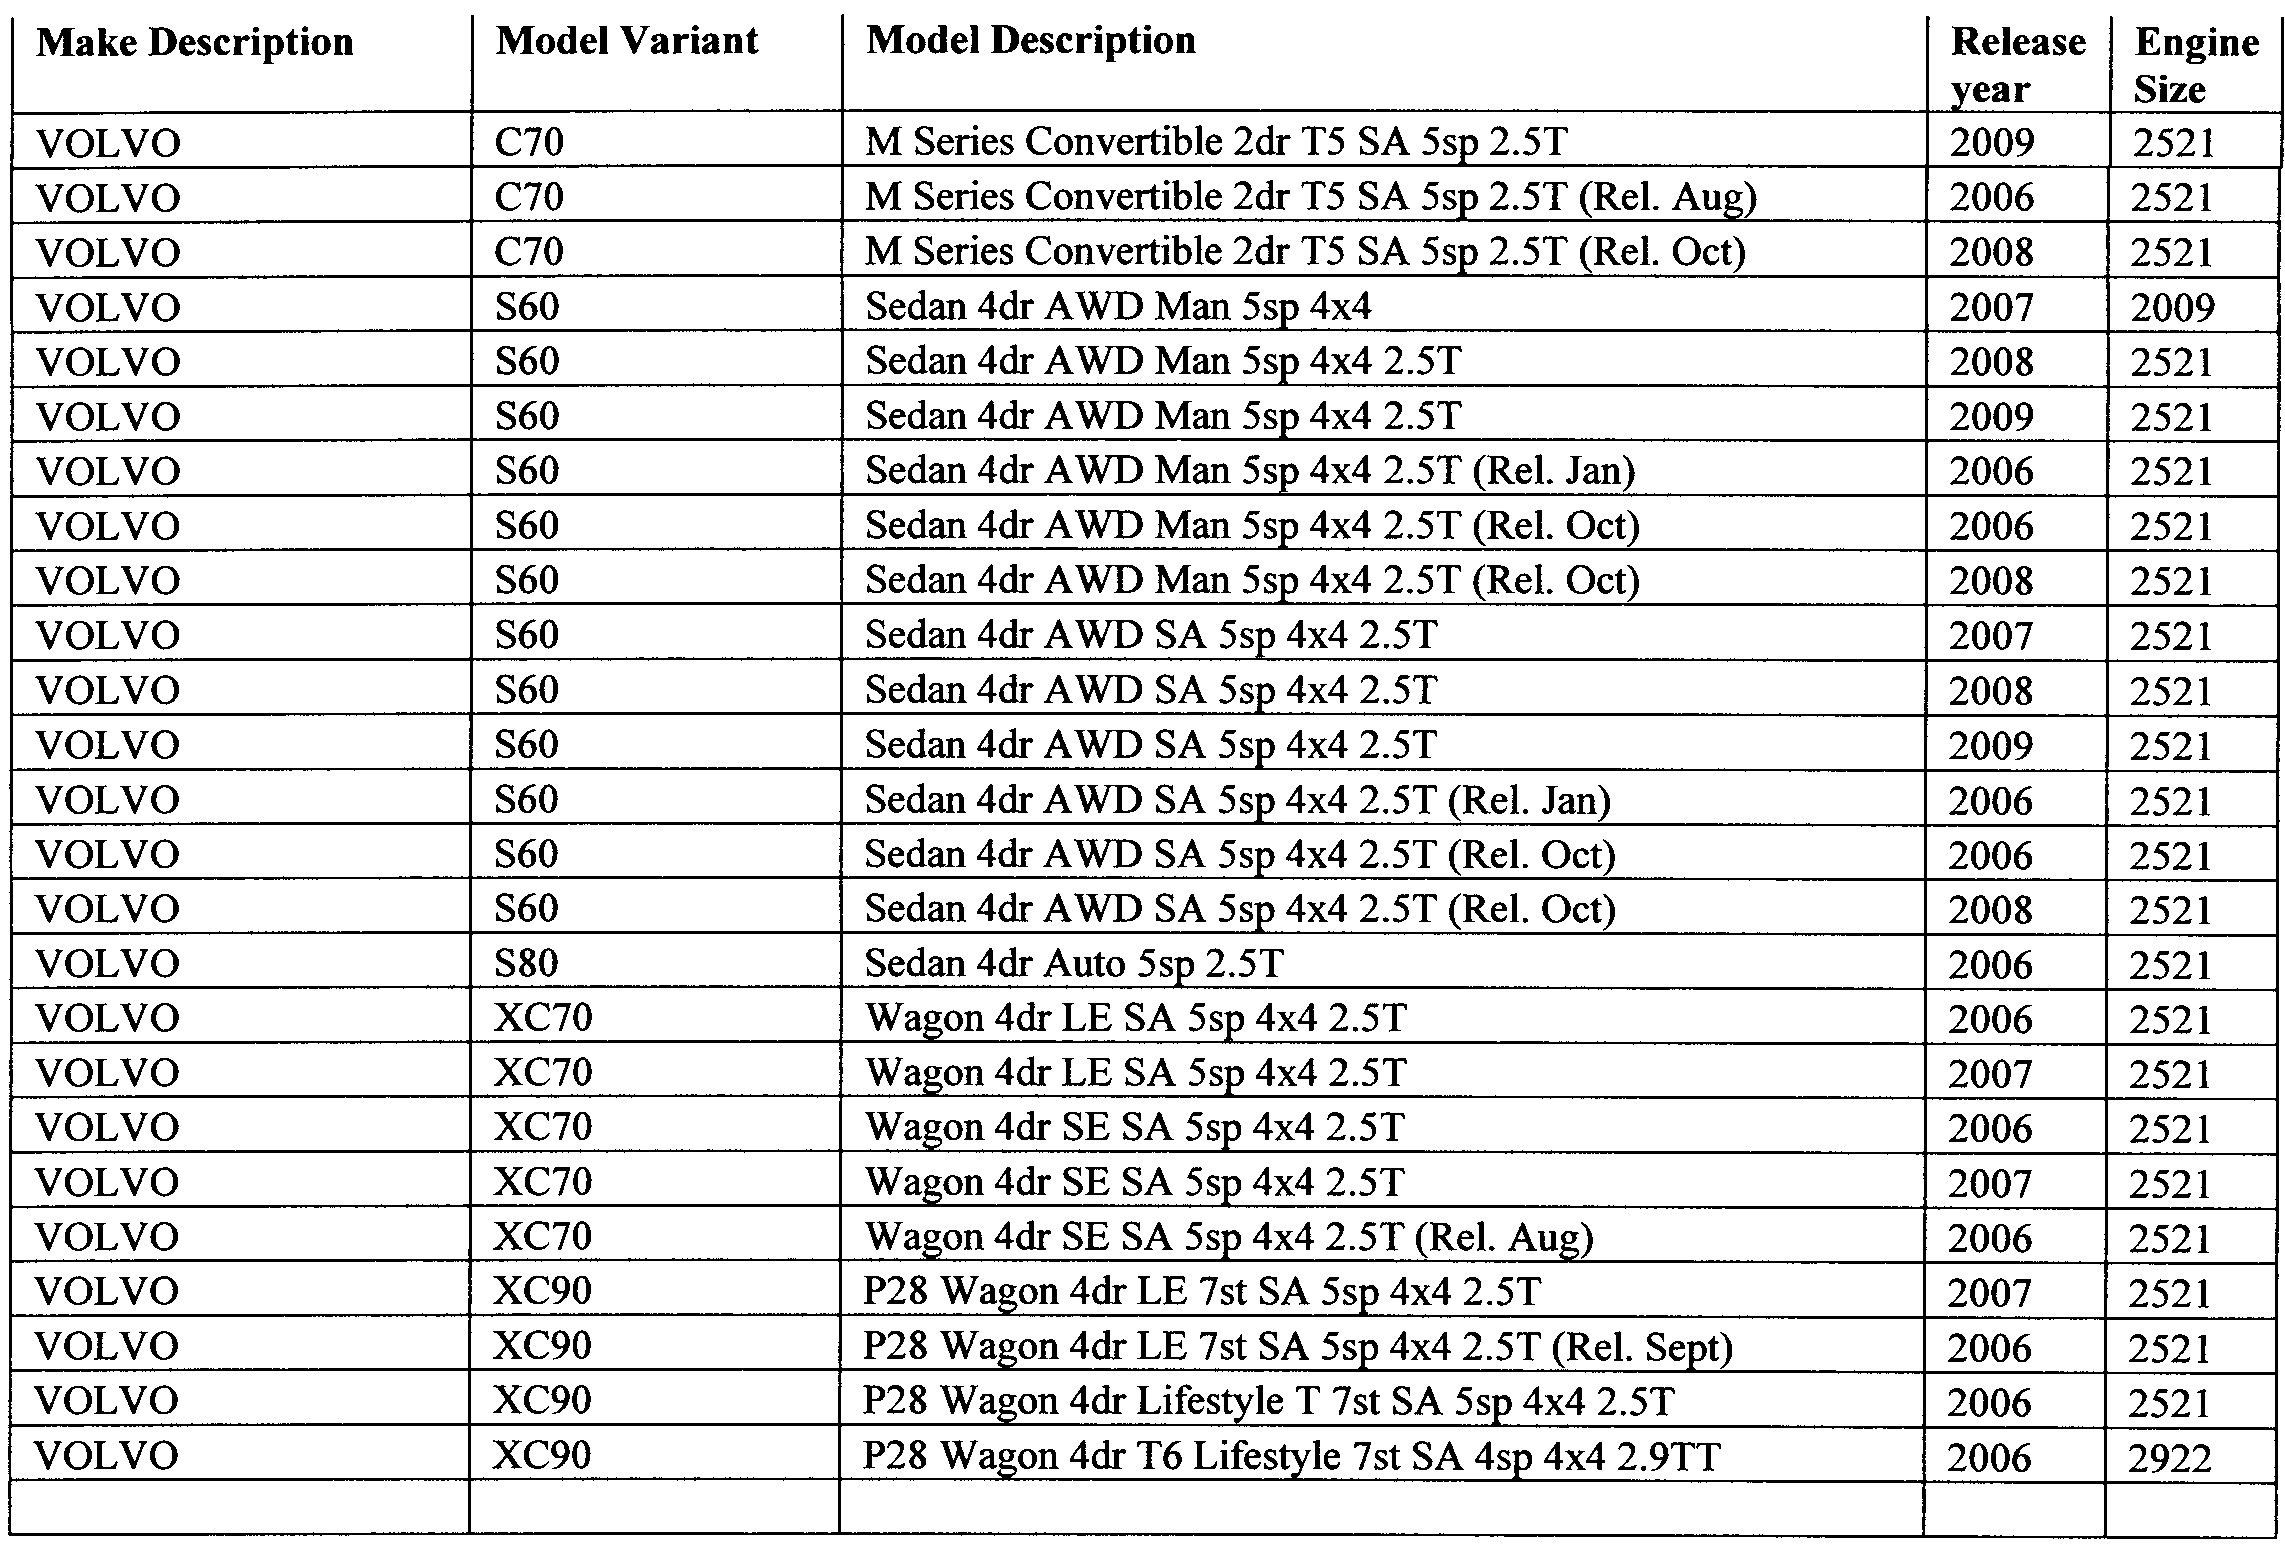 Make Description Model Variant Model Description Release year Engine Size
VOLVO C70 M Series Convertible 2dr T5 SA 5sp 2.5T 2009 2521
VOLVO C70 M Series Convertible 2dr T5 SA 5sp 2.5T (Rel. Aug) 2006 2521
VOLVO C70 M Series Convertible 2dr T5 SA 5sp 2.5T (Rel. Oct) 2008 2521
VOLVO S60 Sedan 4dr AWD Man 5sp 4x4 2007 2009
VOLVO S60 Sedan 4dr AWD Man 5sp 4x4 2.5T 2008 2521
VOLVO S60 Sedan 4dr AWD Man 5sp 4x4 2.5T 2009 2521
VOLVO S60 Sedan 4dr AWD Man 5sp 4x4 2.5T (Rel. Jan) 2006 2521
VOLVO S60 Sedan 4dr AWD Man 5sp 4x4 2.5T (Rel. Oct) 2006 2521
VOLVO S60 Sedan 4dr AWD Man 5sp 4x4 2.5T (Rel. Oct) 2008 2521
VOLVO S60 Sedan 4dr AWD SA 5sp 4x4 2.5T 2007 2521
VOLVO S60 Sedan 4dr AWD SA 5sp 4x4 2.5T 2008 2521
VOLVO S60 Sedan 4dr AWD SA 5sp 4x4 2.5T 2009 2521
VOLVO S60 Sedan 4dr AWD SA 5sp 4x4 2.5T (Rel. Jan) 2006 2521
VOLVO S60 Sedan 4dr AWD SA 5sp 4x4 2.5T (Rel. Oct) 2006 2521
VOLVO S60 Sedan 4dr AWD SA 5sp 4x4 2.5T (Rel. Oct) 2008 2521
VOLVO S80 Sedan 4dr Auto 5sp 2.5T 2006 2521
VOLVO XC70 Wagon 4dr LE SA 5sp 4x4 2.5T 2006 2521
VOLVO XC70 Wagon 4dr LE SA 5sp 4x4 2.5T 2007 2521
VOLVO XC70 Wagon 4dr SE SA 5sp 4x4 2.5T 2006 2521
VOLVO XC70 Wagon 4dr SE SA 5sp 4x4 2.5T 2007 2521
VOLVO XC70 Wagon 4dr SE SA 5sp 4x4 2.5T (Rel. Aug) 2006 2521
VOLVO XC90 P28 Wagon 4dr LE 7st SA 5sp 4x4 2.5T 2007 2521
VOLVO XC90 P28 Wagon 4dr LE 7st SA 5sp 4x4 2.5T (Rel. Sept) 2006 2521
VOLVO XC90 P28 Wagon 4dr Lifestyle T 7st SA 5sp 4x4 2.5T 2006 2521
VOLVO XC90 P28 Wagon 4dr T6 Lifestyle 7st SA 4sp 4x4 2.9TT 2006 2922